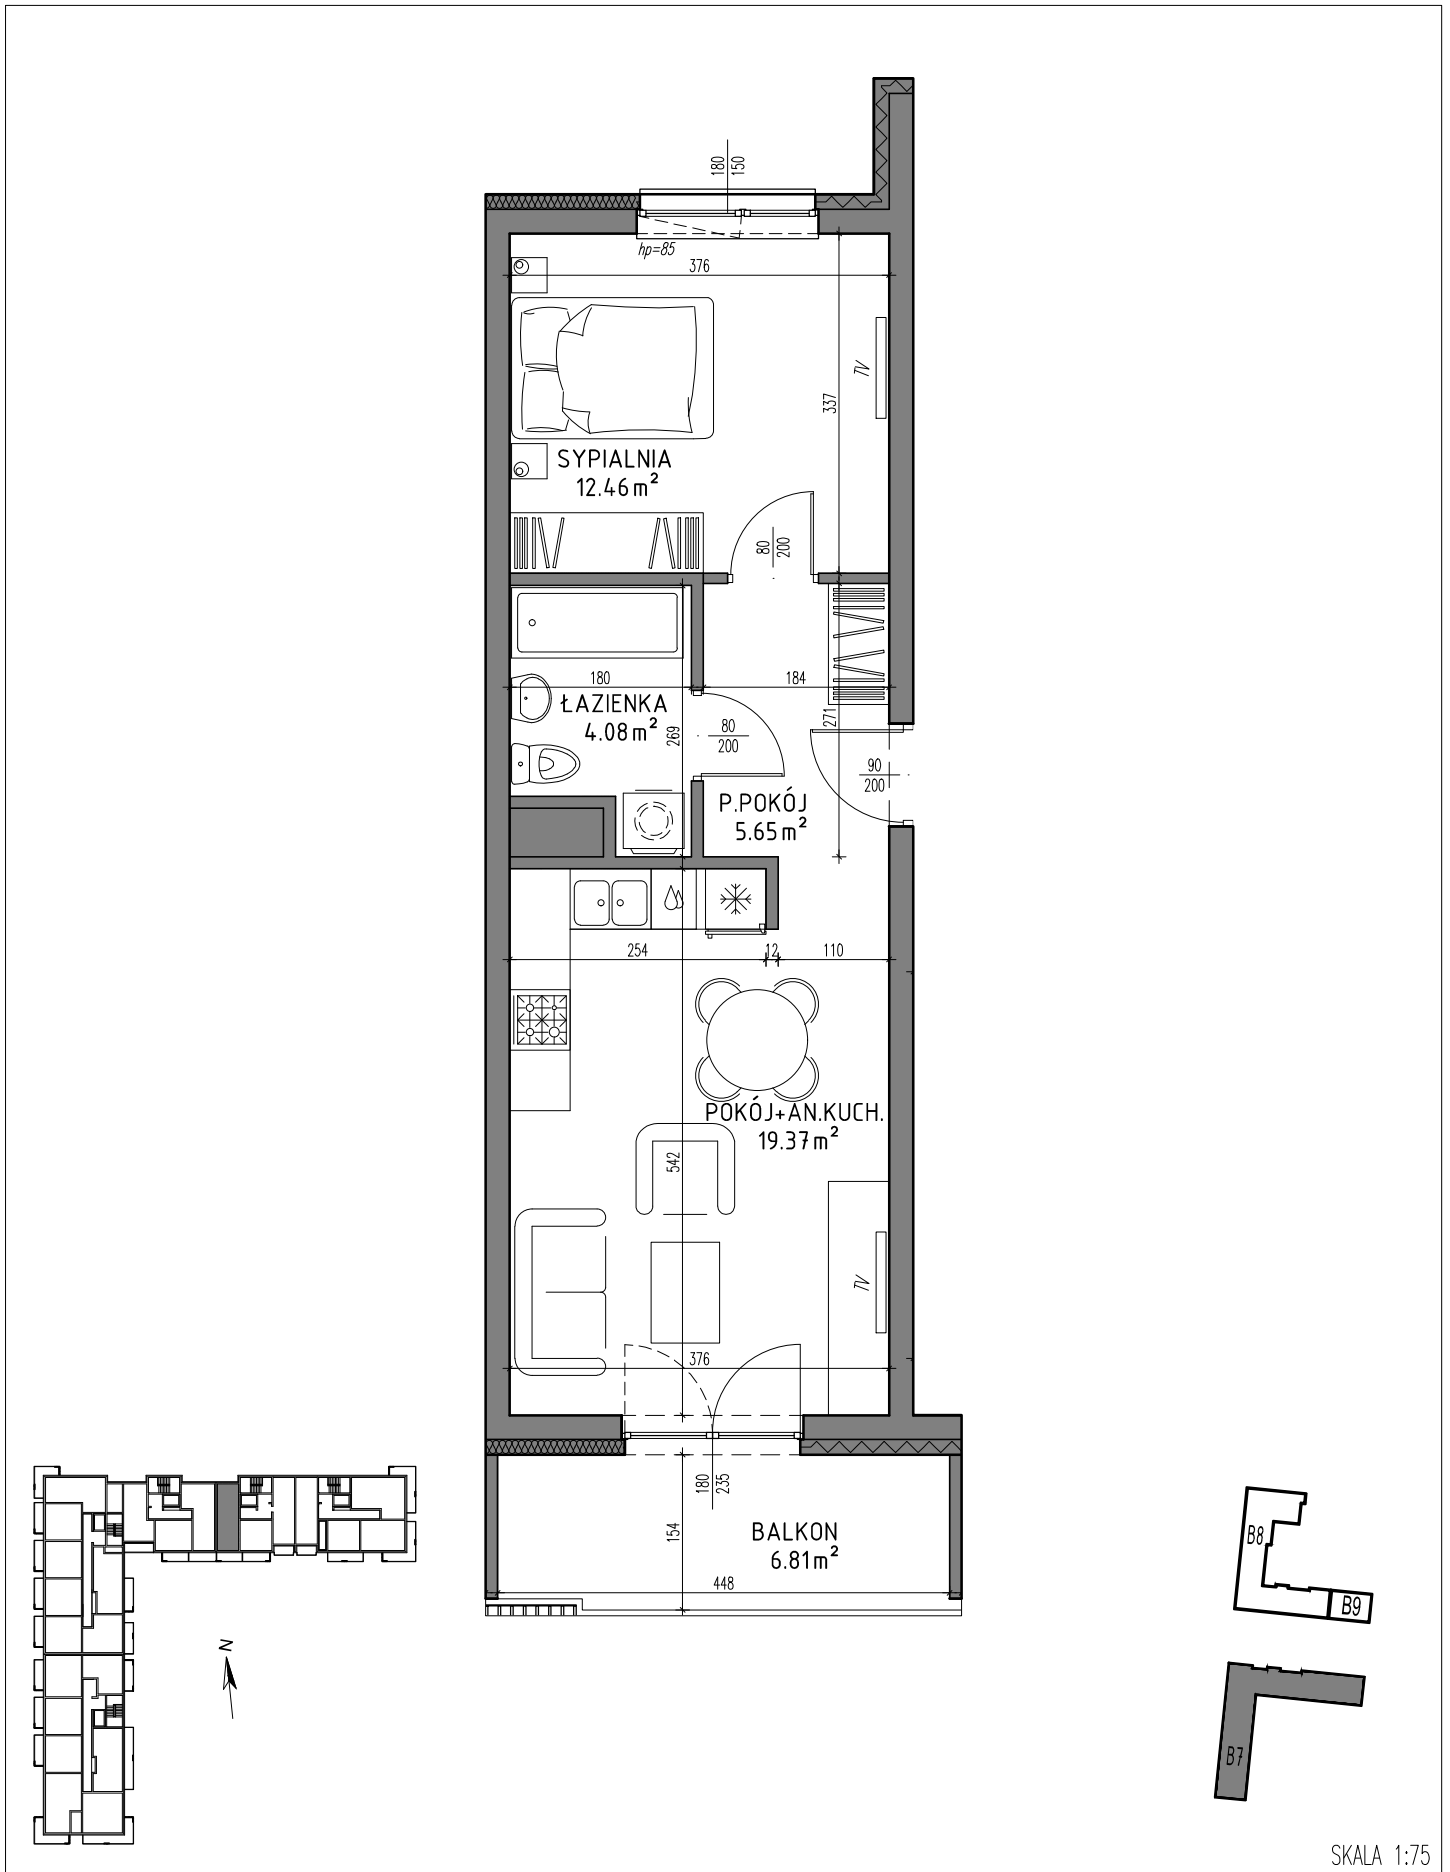 180
150
hp=85
376
TV
337
SYPIALNIA
12.46 m²
80
200
180
184
ŁAZIENKA
4.08 m²
269
271
80
200
90
200
P.POKÓJ
5.65 m²
254
12
110
POKÓJ+AN.KUCH.
19.37 m²
542
TV
376
180
235
154
BALKON
6.81 m²
448
N
B8
B9
B7
SKALA 1:75